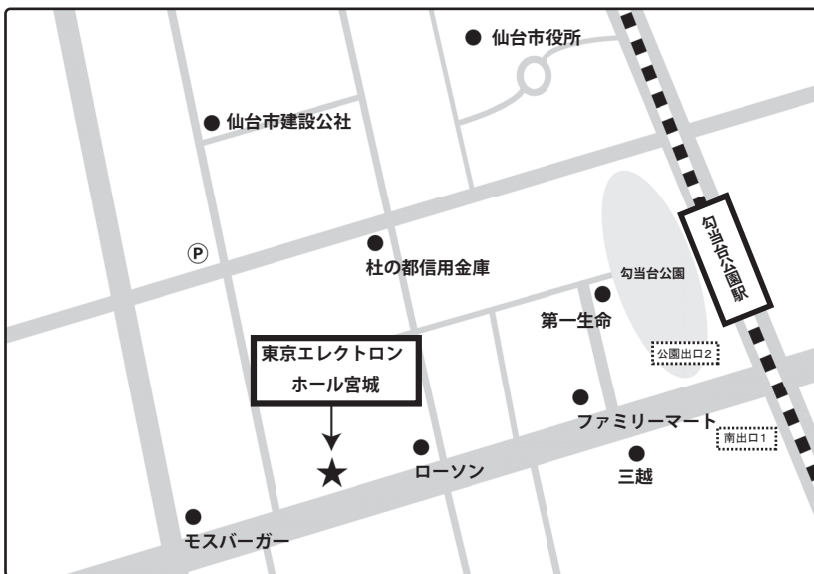 仙台市役所
仙台市建設公社
P
杜の都信用金庫
勾当台公園
勾当台公園駅
第一生命
東京エレクトロン
ホール宮城
公園出口2
ファミリーマート
南出口1
ローソン
三越
モスバーガー